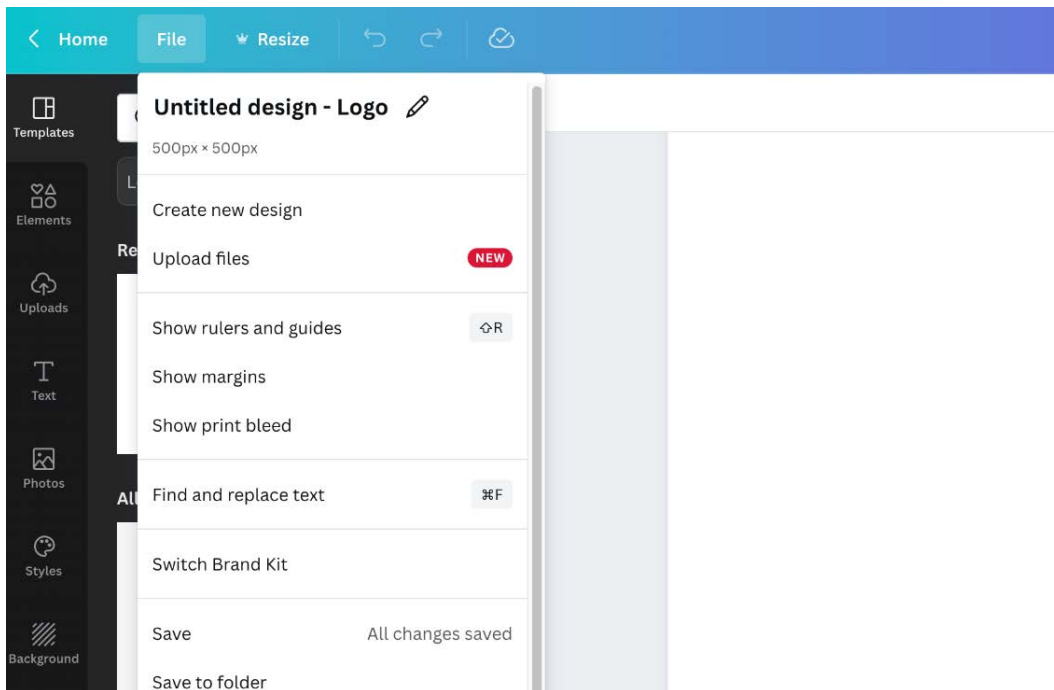 Home File Resize
Templates
Elements
Uploads
Text
Photos
Styles
Background
L
Re
All
Untitled design - Logo
500px × 500px
Create new design
Upload files NEW
Show rulers and guides ⇧R
Show margins
Show print bleed
Find and replace text ⌘F
Switch Brand Kit
Save All changes saved
Save to folder